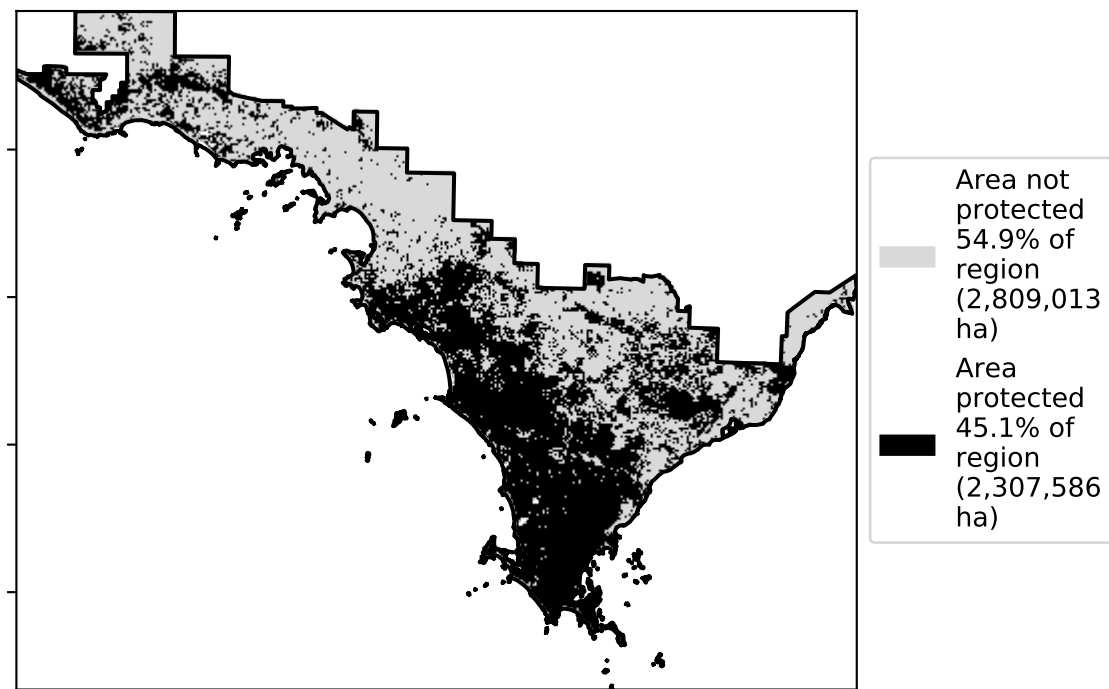 Area not
protected
54.9% of
region
(2,809,013
ha)
Area
protected
45.1% of
region
(2,307,586
ha)